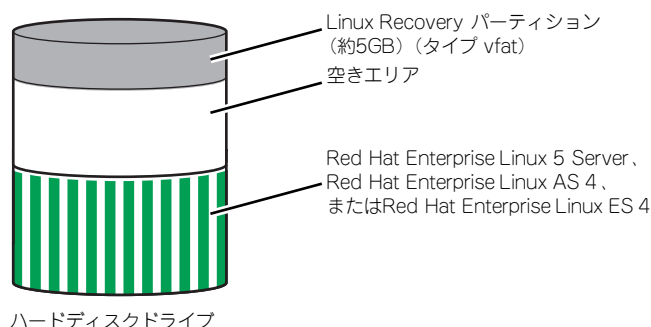 Linux Recovery パーティション
(約5GB)(タイプ vfat)
空きエリア
Red Hat Enterprise Linux 5 Server、
Red Hat Enterprise Linux AS 4、
またはRed Hat Enterprise Linux ES 4
ハードディスクドライブ